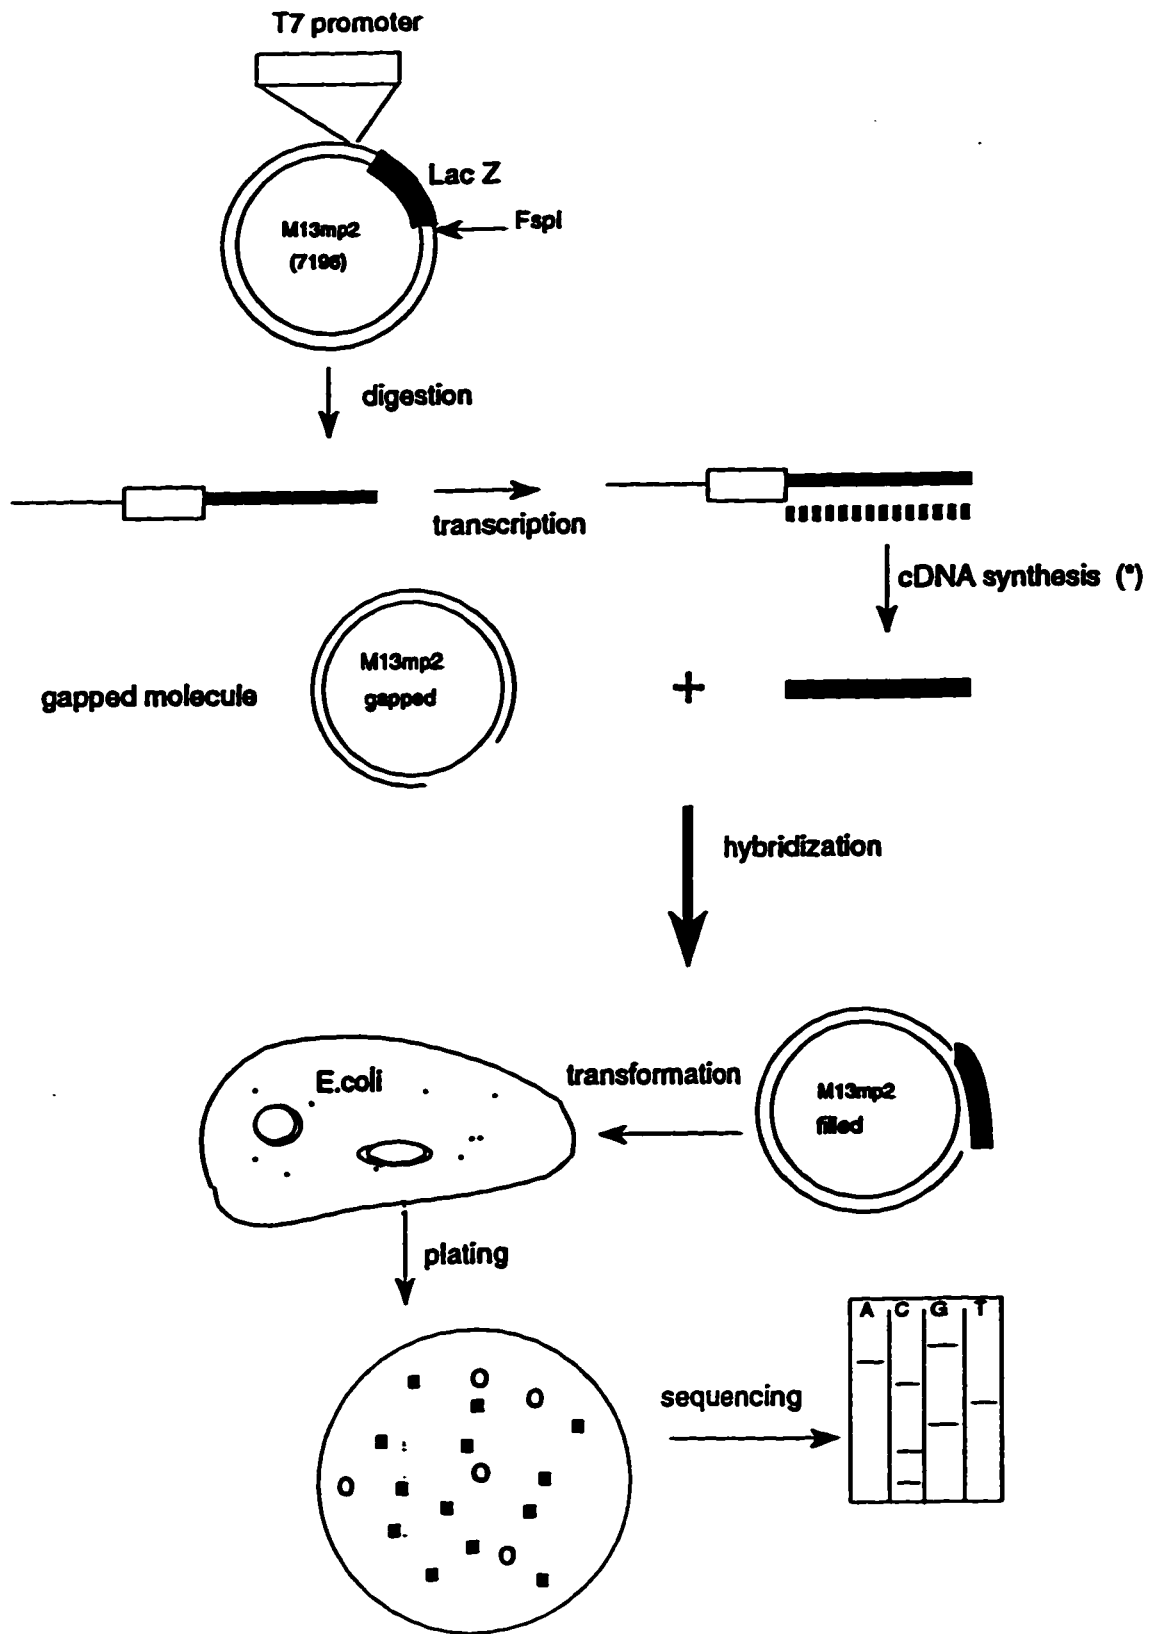 T7 promoter
Lac Z
FspI
M13mp2
(7196)
digestion
transcription
cDNA synthesis (*)
M13mp2
gapped
gapped molecule
+
hybridization
E.coli
transformation
M13mp2
filled
plating
sequencing
A C G T